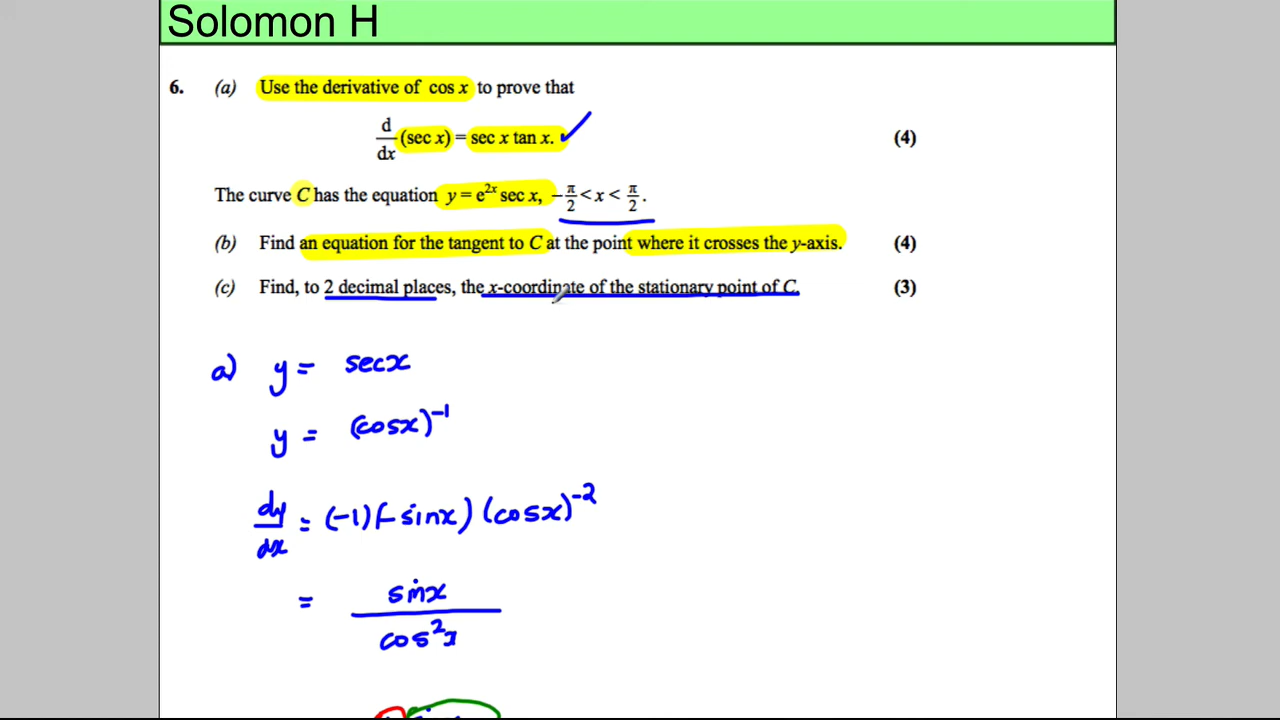 Solomon H
6. (a) Use the derivative of cos x to prove that
d/dx (sec x) = sec x tan x. ✓ (4)
The curve C has the equation y = e^{2x} sec x, −π/2 < x < π/2.
(b) Find an equation for the tangent to C at the point where it crosses the y-axis. (4)
(c) Find, to 2 decimal places, the x-coordinate of the stationary point of C. (3)
a) y = secx
y = (cosx)^{-1}
dy/dx = (-1)(-sinx)(cosx)^{-2}
= sinx / cos²x